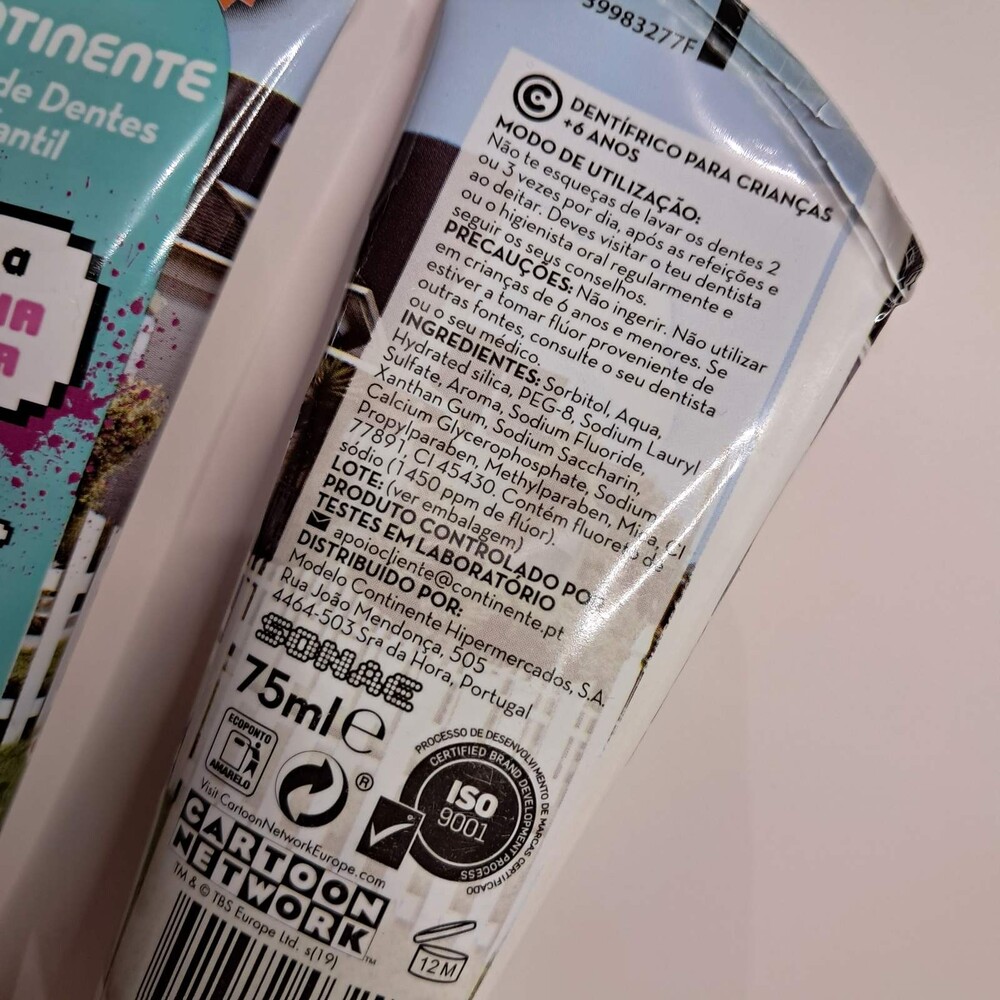 TINENTE
de Dentes
antil
a
IA
A
39983277F
C DENTÍFRICO PARA CRIANÇAS
+6 ANOS
MODO DE UTILIZAÇÃO:
Não te esqueças de lavar os dentes 2
ou 3 vezes por dia, após as refeições e
ao deitar. Deves visitar o teu dentista
ou o higienista oral regularmente e
seguir os seus conselhos.
PRECAUÇÕES: Não ingerir. Não utilizar
em crianças de 6 anos e menores. Se
estiver a tomar flúor proveniente de
outras fontes, consulte o seu dentista
ou o seu médico.
INGREDIENTES: Sorbitol, Aqua,
Hydrated silica, PEG-8, Sodium Lauryl
Sulfate, Aroma, Sodium Fluoride,
Xanthan Gum, Sodium Saccharin,
Calcium Glycerophosphate, Sodium
Propylparaben, Methylparaben, Mica, CI
77891, CI 45430. Contém fluoreto de
sódio (1450 ppm de flúor).
LOTE: (ver embalagem)
PRODUTO CONTROLADO POR
TESTES EM LABORATÓRIO
apoiocliente@continente.pt
DISTRIBUÍDO POR:
Modelo Continente Hipermercados, S.A.
Rua João Mendonça, 505
4464-503 Sra da Hora, Portugal
SONAE
75ml e
ECOPONTO
AMARELO
®
PROCESSO DE DESENVOLVIMENTO DE MARCAS CERTIFICADO
CERTIFIED BRAND DEVELOPMENT PROCESS
ISO
9001
Visit CartoonNetworkEurope.com
CARTOON
NETWORK
TM
TM & © TBS Europe Ltd. s(19)
12M